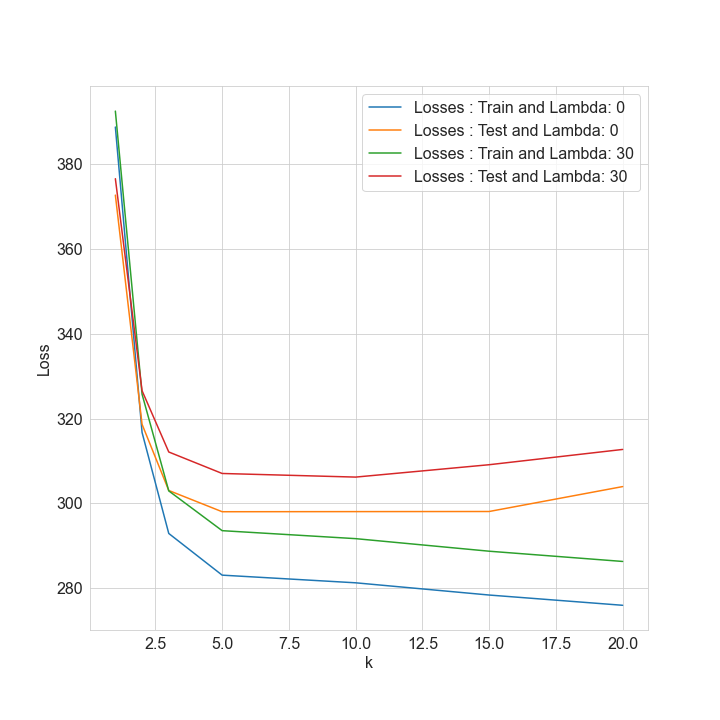 Losses : Train and Lambda: 0
Losses : Test and Lambda: 0
Losses : Train and Lambda: 30
Losses : Test and Lambda: 30
380
360
340
320
300
280
Loss
2.5 5.0 7.5 10.0 12.5 15.0 17.5 20.0
k